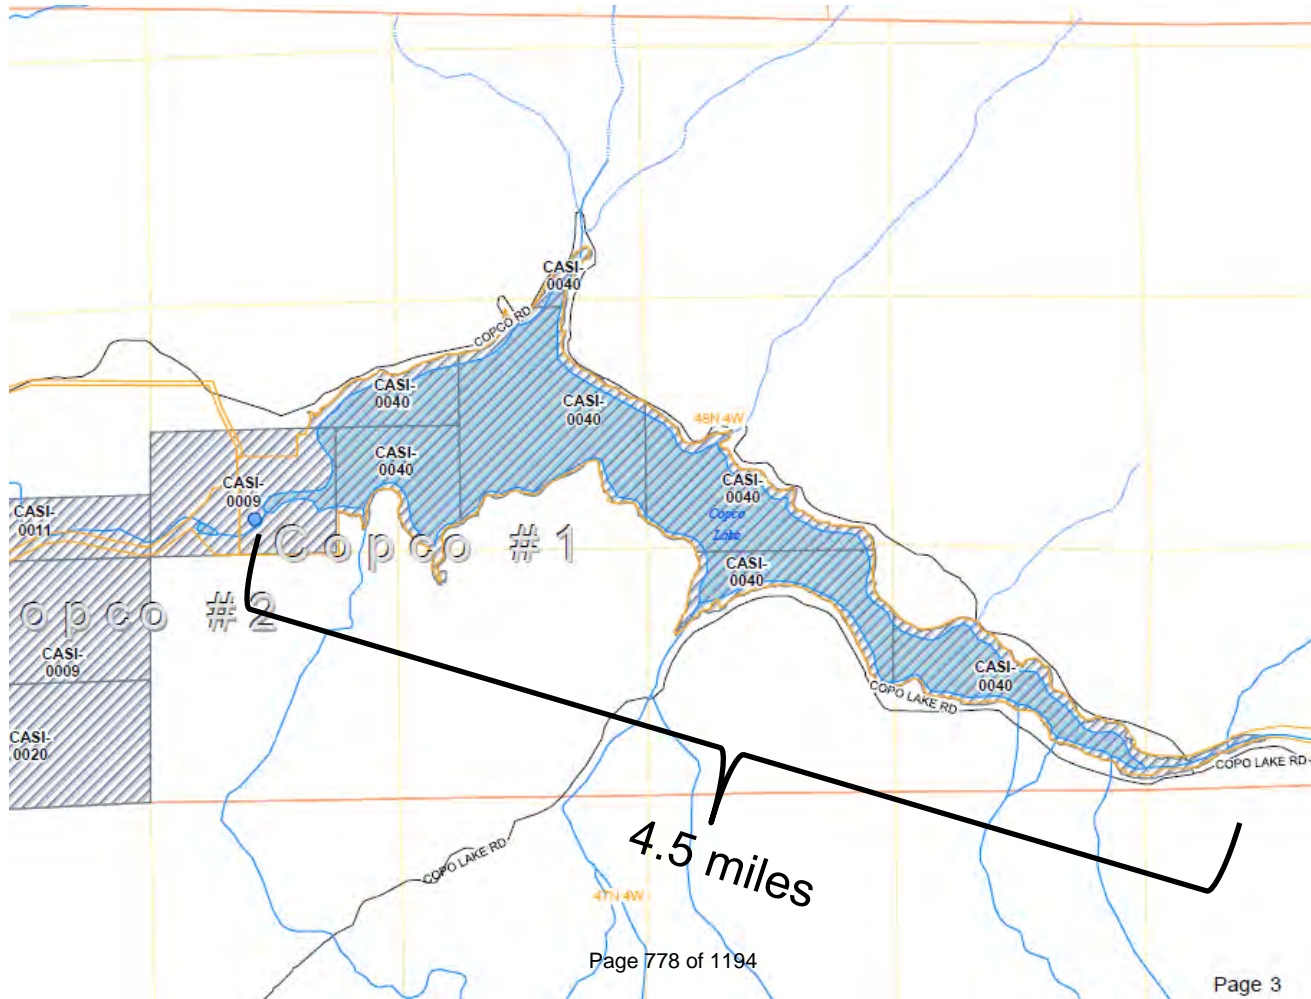 CASI-
0040
COPCO RD
CASI-
0040
CASI-
0040
48N 4W
CASI-
0040
CASI-
0040
CASI-
0009
CASI-
0011
Copco
Lake
Copco #1
CASI-
0040
opco #2
CASI-
0009
CASI-
0040
COPO LAKE RD
CASI-
0020
COPO LAKE RD
4.5 miles
COPO LAKE RD
47N 4W
Page 778 of 1194
Page 3